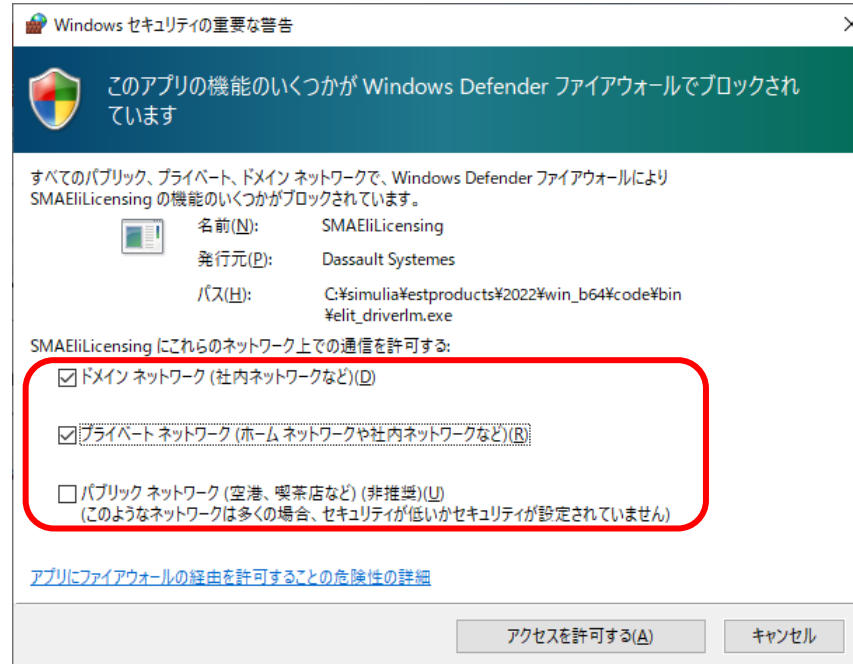 Windows セキュリティの重要な警告
このアプリの機能のいくつかが Windows Defender ファイアウォールでブロックされ
ています
すべてのパブリック、プライベート、ドメイン ネットワークで、Windows Defender ファイアウォールにより
SMAEliLicensing の機能のいくつかがブロックされています。
名前(N): SMAEliLicensing
発行元(P): Dassault Systemes
パス(H): C:¥simulia¥estproducts¥2022¥win_b64¥code¥bin
¥elit_driverlm.exe
SMAEliLicensing にこれらのネットワーク上での通信を許可する:
ドメイン ネットワーク (社内ネットワークなど)(D)
プライベート ネットワーク (ホーム ネットワークや社内ネットワークなど)(R)
パブリック ネットワーク (空港、喫茶店など) (非推奨)(U)
(このようなネットワークは多くの場合、セキュリティが低いかセキュリティが設定されていません)
アプリにファイアウォールの経由を許可することの危険性の詳細
アクセスを許可する(A) キャンセル